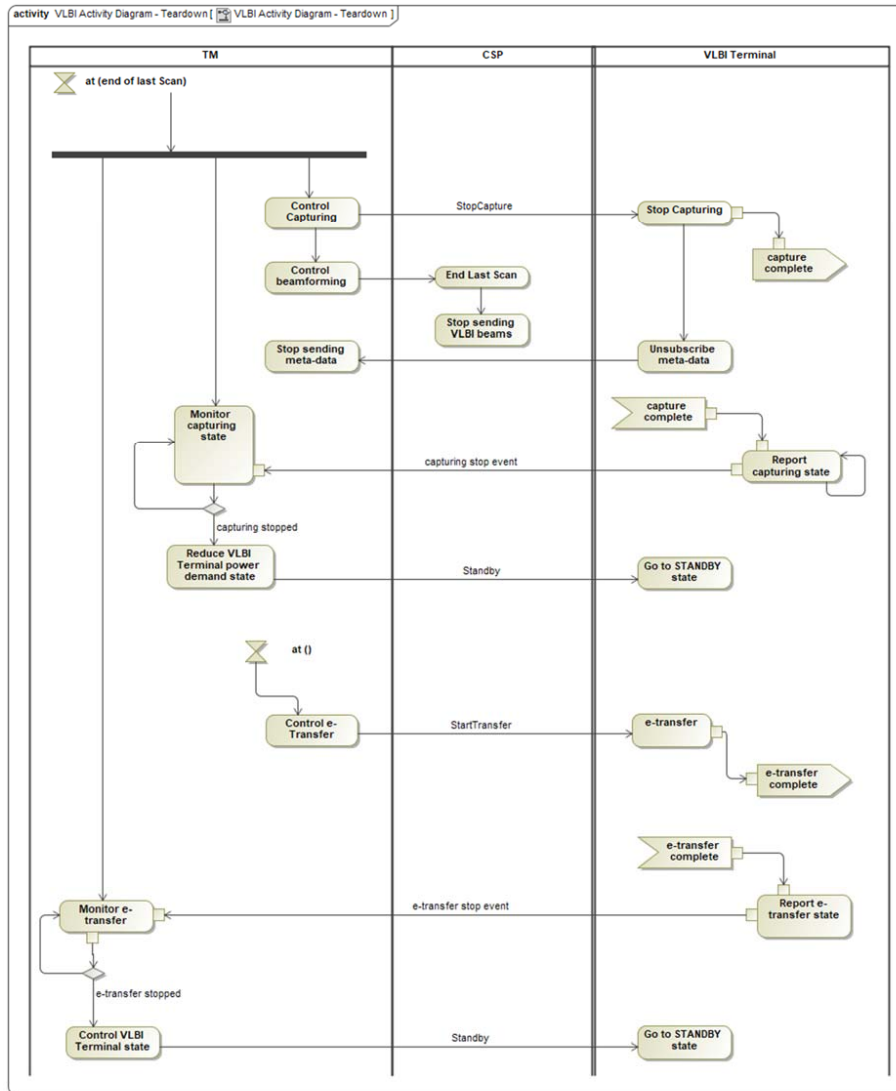 activity VLBI Activity Diagram - Teardown [ VLBI Activity Diagram - Teardown ]
TM
CSP
VLBI Terminal
at (end of last Scan)
Control
Capturing
StopCapture
Stop Capturing
capture
complete
Control
beamforming
End Last Scan
Stop sending
VLBI beams
Stop sending
meta-data
Unsubscribe
meta-data
Monitor
capturing
state
capture
complete
capturing stop event
Report
capturing state
capturing stopped
Reduce VLBI
Terminal power
demand state
Standby
Go to STANDBY
state
at ()
Control e-
Transfer
StartTransfer
e-transfer
e-transfer
complete
e-transfer
complete
Monitor e-
transfer
e-transfer stop event
Report e-
transfer state
e-transfer stopped
Control VLBI
Terminal state
Standby
Go to STANDBY
state